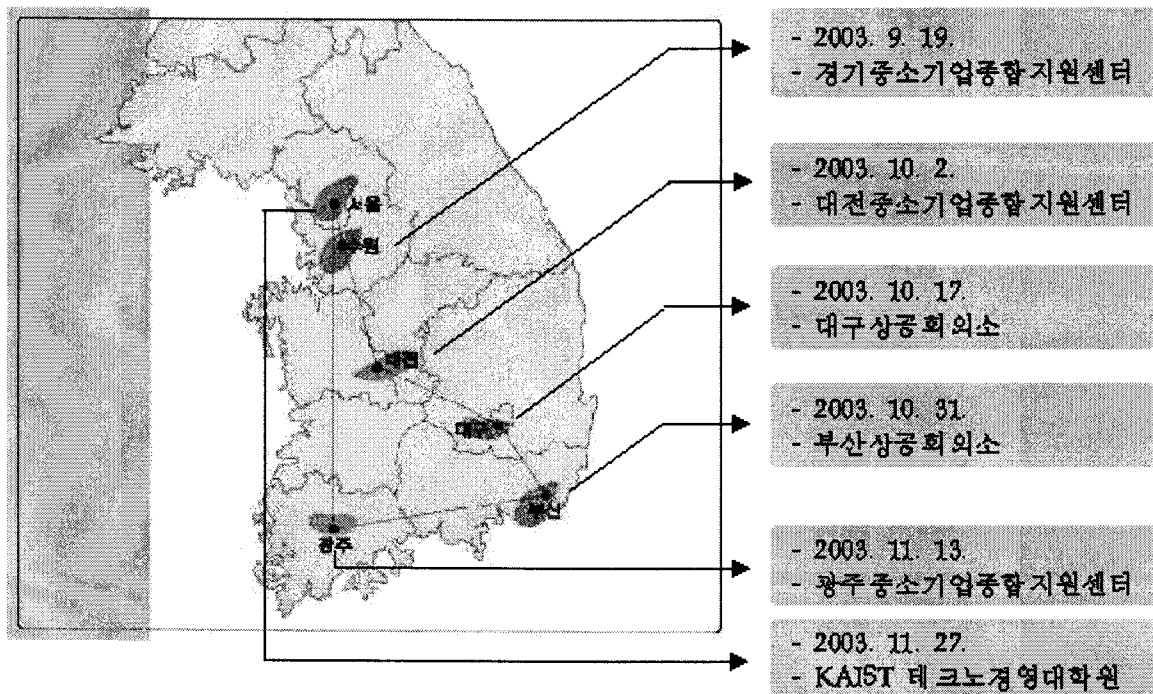 - 2003. 9. 19.
- 경기중소기업종합지원센터
- 2003. 10. 2.
- 대전중소기업종합지원센터
- 2003. 10. 17.
- 대구상공회의소
- 2003. 10. 31.
- 부산상공회의소
- 2003. 11. 13.
- 광주중소기업종합지원센터
- 2003. 11. 27.
- KAIST 테크노경영대학원
서울
수원
대전
대구
부산
광주